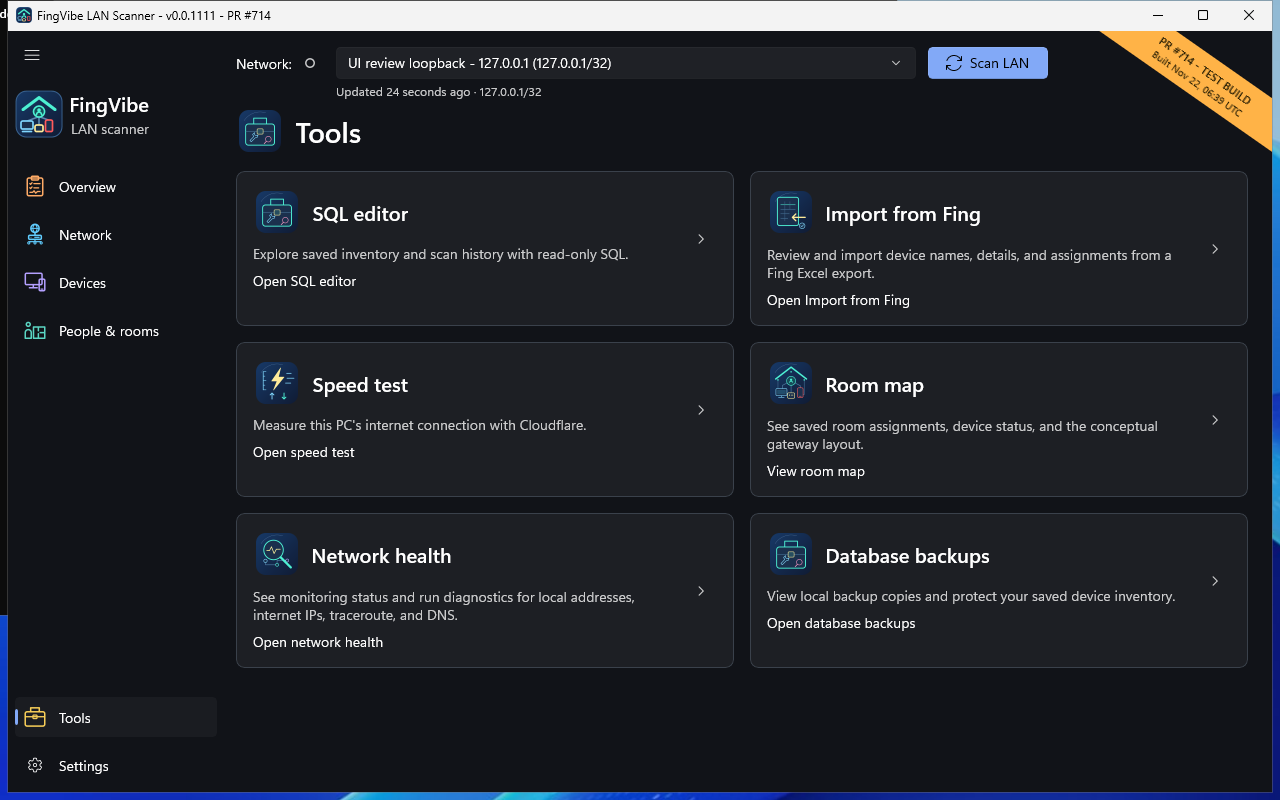 FingVibe LAN Scanner - v0.0.1111 - PR #714
Network:
UI review loopback - 127.0.0.1 (127.0.0.1/32)
Scan LAN
Updated 24 seconds ago · 127.0.0.1/32
PR #714 - TEST BUILD
Built Nov 22, 06:39 UTC
FingVibe
LAN scanner
Overview
Network
Devices
People & rooms
Tools
Settings
Tools
SQL editor
Explore saved inventory and scan history with read-only SQL.
Open SQL editor
Import from Fing
Review and import device names, details, and assignments from a
Fing Excel export.
Open Import from Fing
Speed test
Measure this PC's internet connection with Cloudflare.
Open speed test
Room map
See saved room assignments, device status, and the conceptual
gateway layout.
View room map
Network health
See monitoring status and run diagnostics for local addresses,
internet IPs, traceroute, and DNS.
Open network health
Database backups
View local backup copies and protect your saved device inventory.
Open database backups